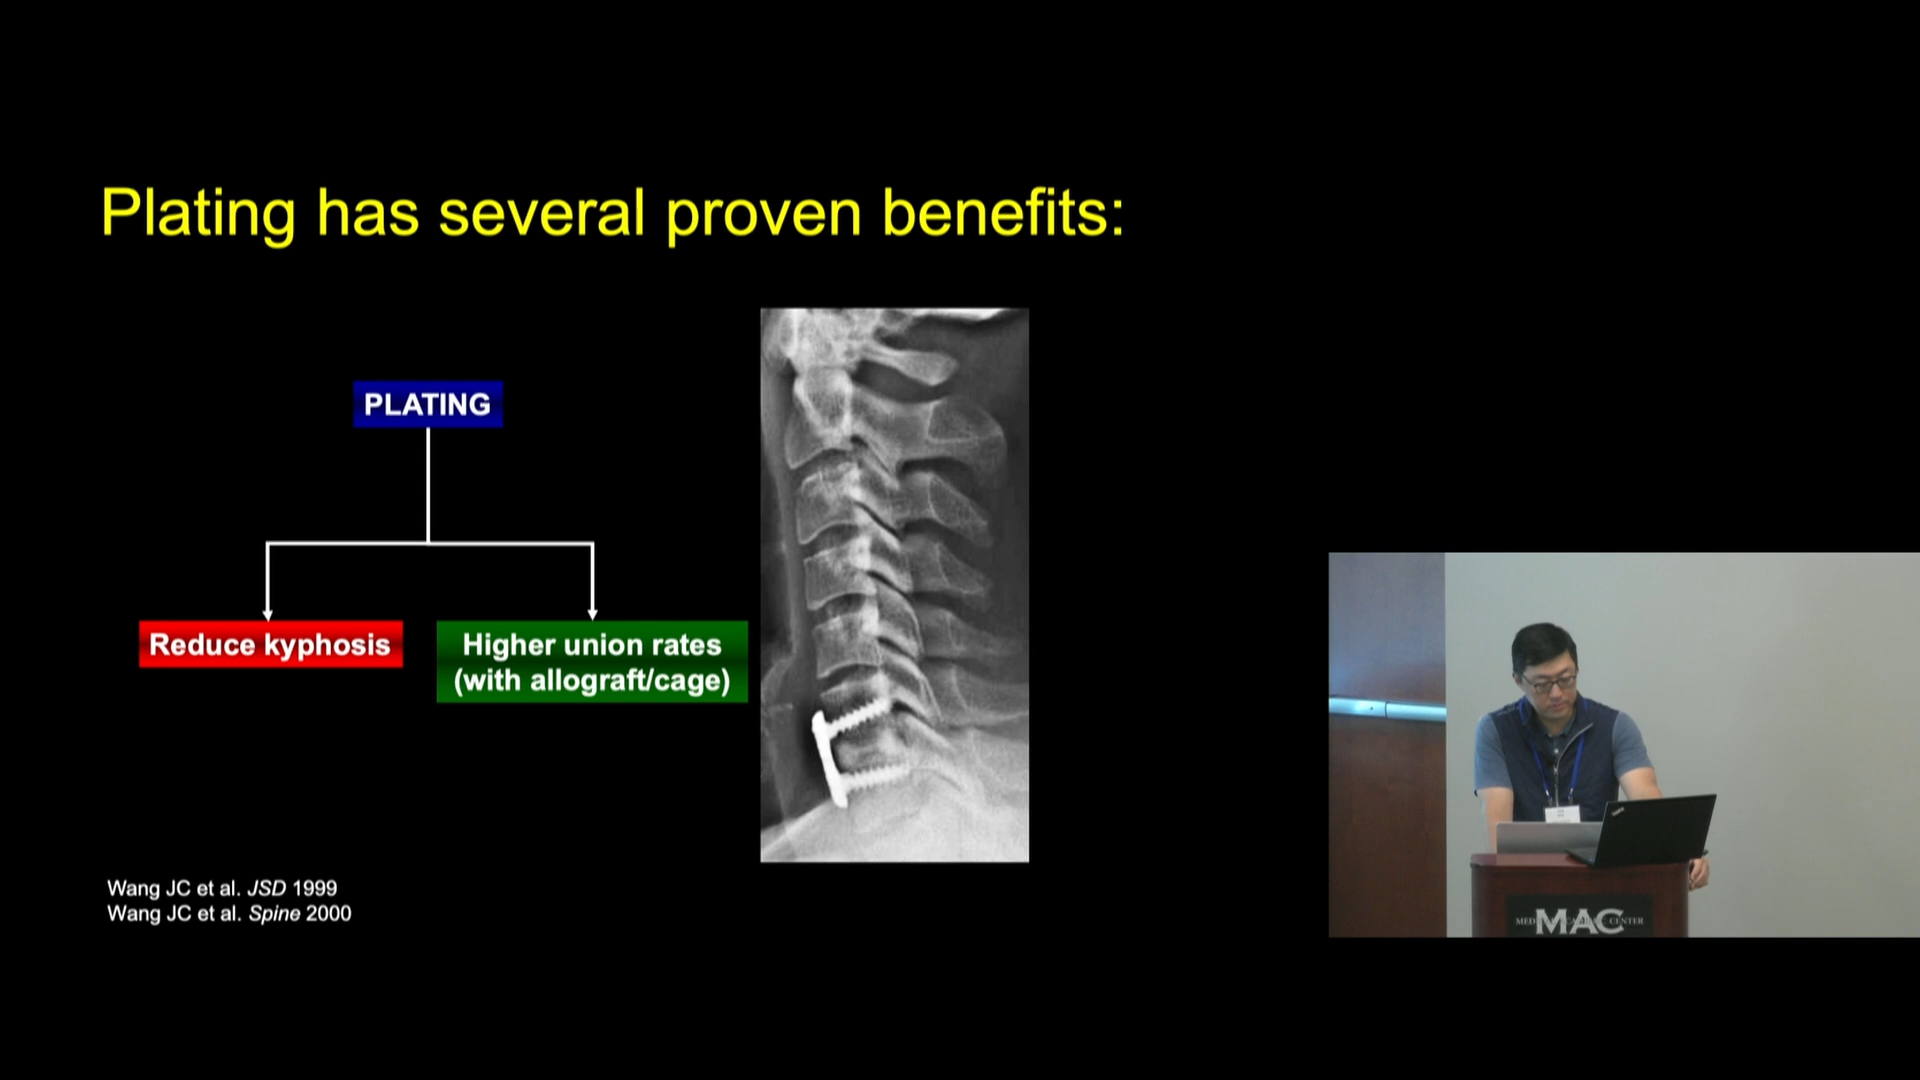 Plating has several proven benefits:
PLATING
Reduce kyphosis
Higher union rates
(with allograft/cage)
Wang JC et al. JSD 1999
Wang JC et al. Spine 2000
MAC
CENTER